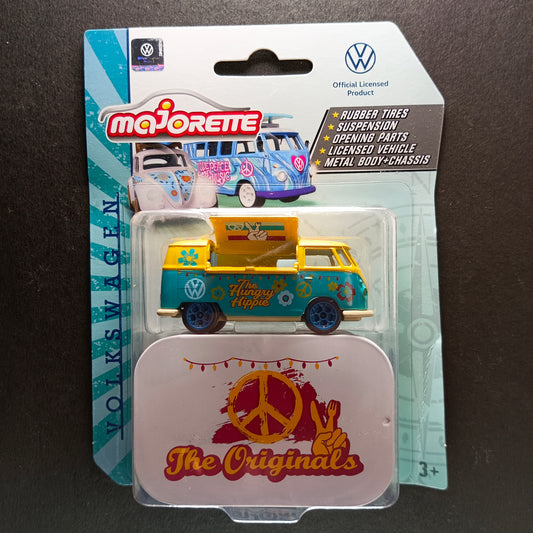 Official Licensed
Product
majorette
RUBBER TIRES
SUSPENSION
OPENING PARTS
LICENSED VEHICLE
METAL BODY+CHASSIS
VOLKSWAGEN
The
Hungry
Hippie
The Originals
3+